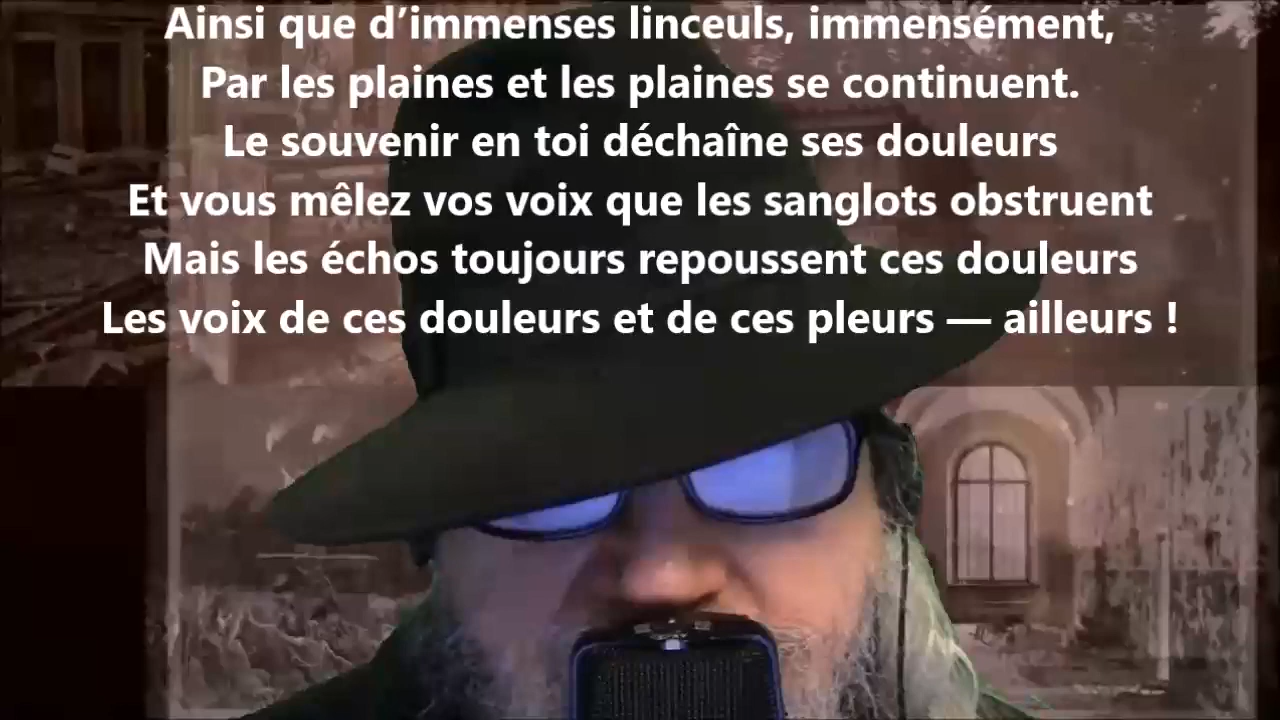 Ainsi que d’immenses linceuls, immensément,
Par les plaines et les plaines se continuent.
Le souvenir en toi déchaîne ses douleurs
Et vous mêlez vos voix que les sanglots obstruent
Mais les échos toujours repoussent ces douleurs
Les voix de ces douleurs et de ces pleurs — ailleurs !